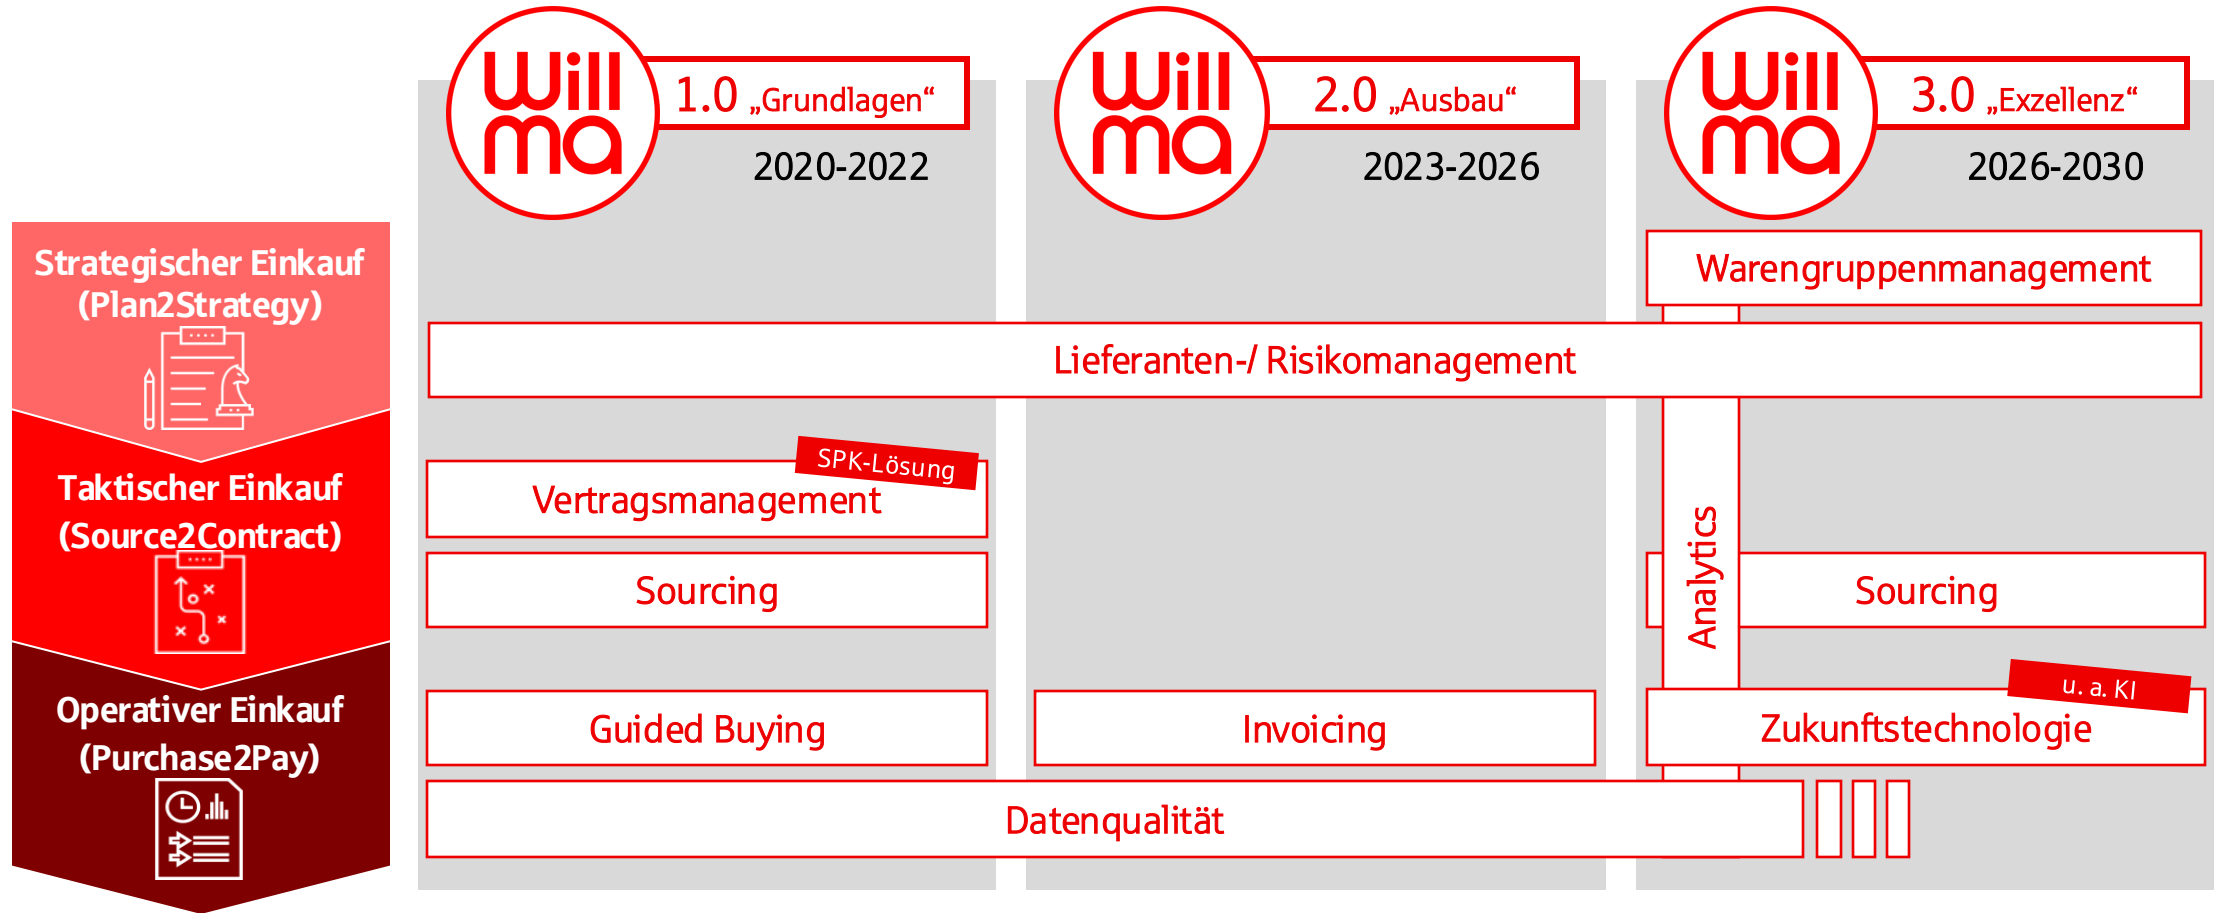 Will
ma
1.0 „Grundlagen“
2020-2022
Will
ma
2.0 „Ausbau“
2023-2026
Will
ma
3.0 „Exzellenz“
2026-2030
Strategischer Einkauf
(Plan2Strategy)
Warengruppenmanagement
Lieferanten-/ Risikomanagement
Taktischer Einkauf
(Source2Contract)
SPK-Lösung
Vertragsmanagement
Sourcing
Analytics
Sourcing
Operativer Einkauf
(Purchase2Pay)
Guided Buying
Invoicing
u. a. KI
Zukunftstechnologie
Datenqualität